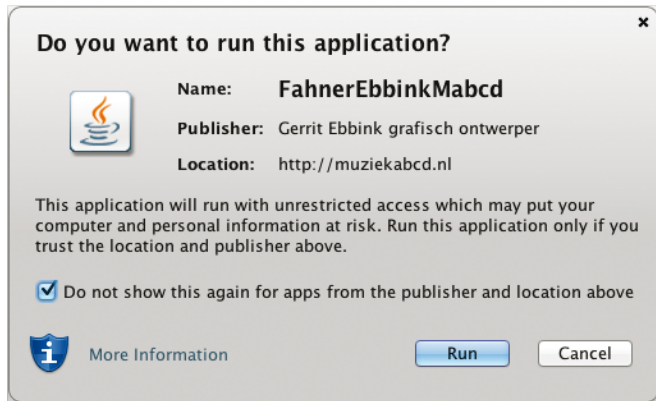 Do you want to run this application?
Name: FahnerEbbinkMabcd
Publisher: Gerrit Ebbink grafisch ontwerper
Location: http://muziekabcd.nl
This application will run with unrestricted access which may put your
computer and personal information at risk. Run this application only if you
trust the location and publisher above.
Do not show this again for apps from the publisher and location above
More Information
Run
Cancel